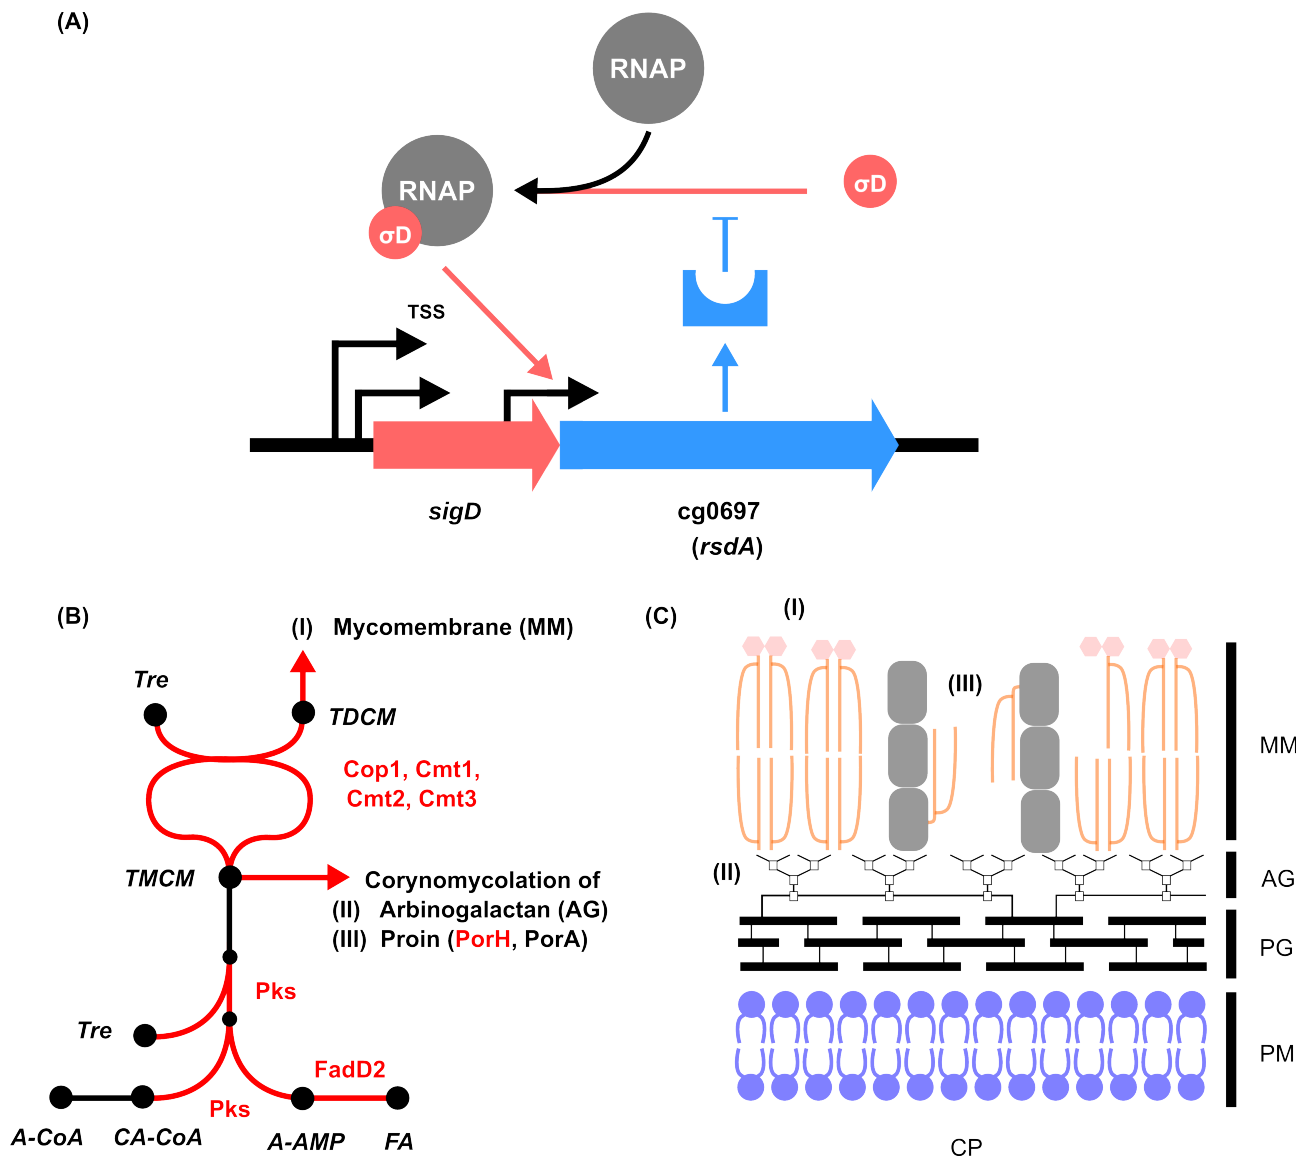 (A)
RNAP
RNAP
σD
σD
TSS
sigD
cg0697
(rsdA)
(B)
(I) Mycomembrane (MM)
Tre
TDCM
Cop1, Cmt1,
Cmt2, Cmt3
TMCM
Corynomycolation of
(II) Arbinogalactan (AG)
(III) Proin (PorH, PorA)
Pks
Tre
FadD2
Pks
A-CoA
CA-CoA
A-AMP
FA
(C)
(I)
(III)
MM
(II)
AG
PG
PM
CP